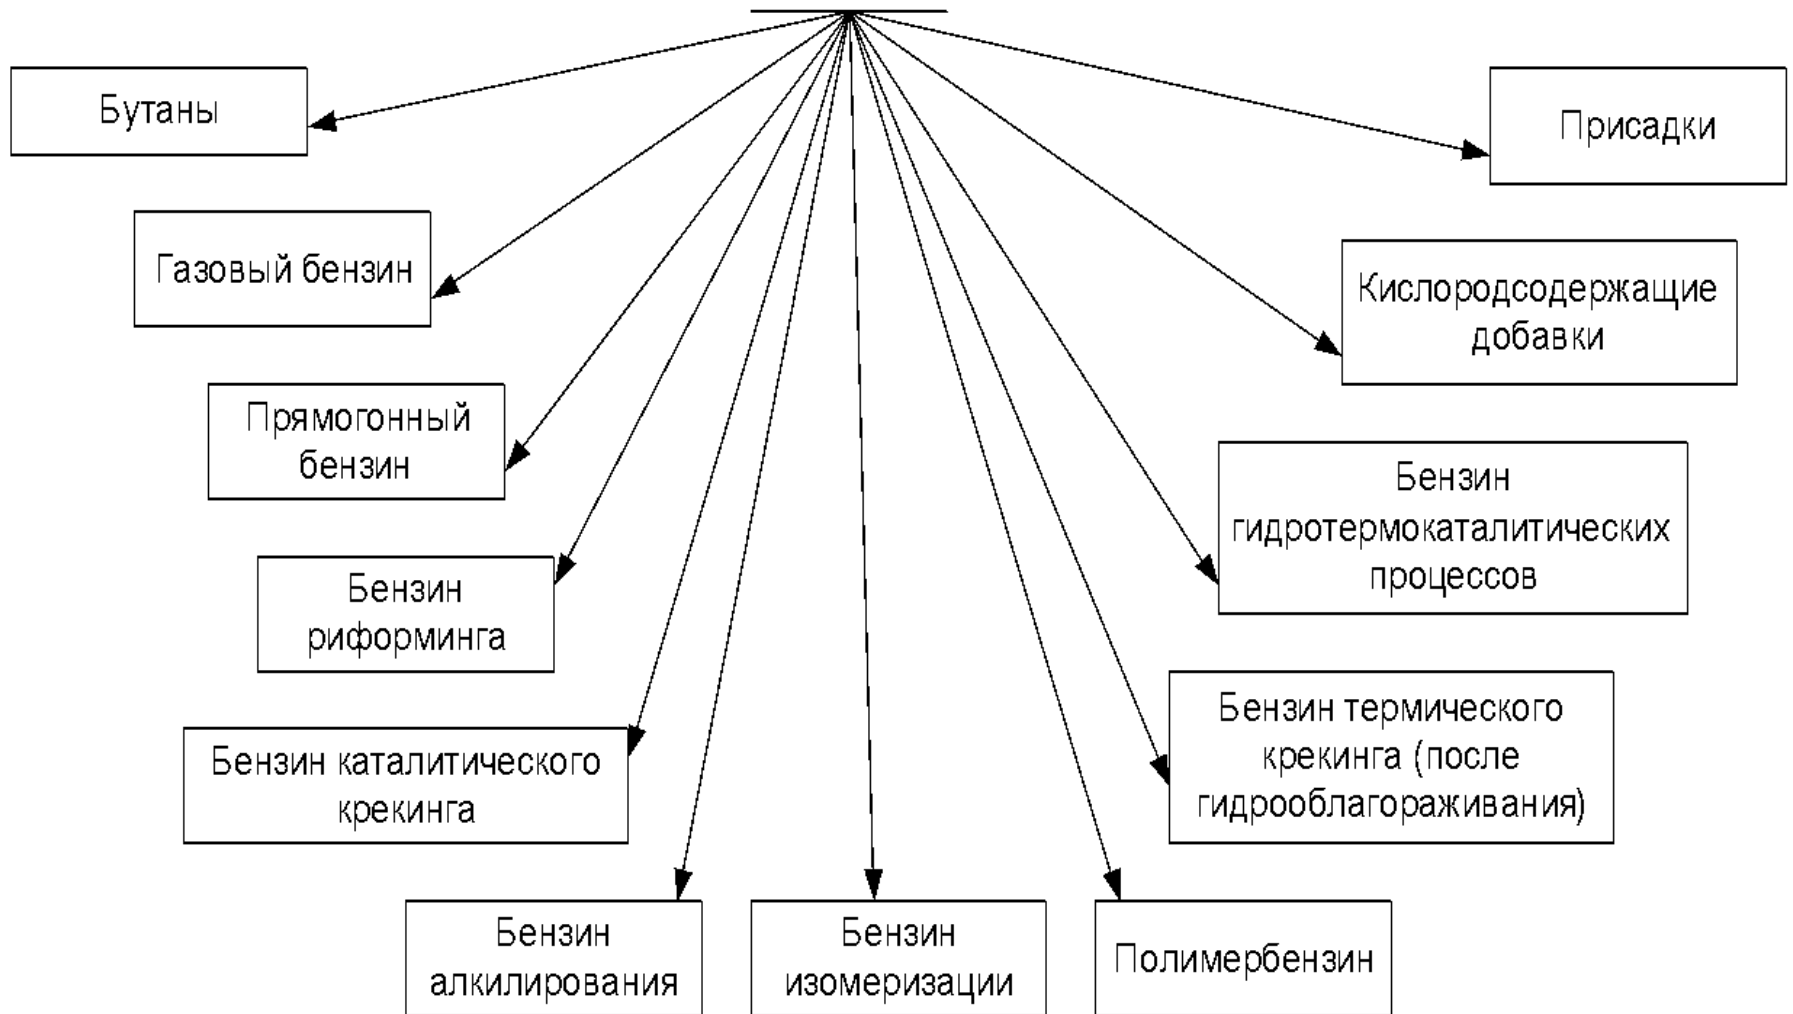 Бутаны
Присадки
Газовый бензин
Кислородсодержащие
добавки
Прямогонный
бензин
Бензин
гидротермокаталитических
процессов
Бензин
риформинга
Бензин термического
крекинга (после
гидрооблагораживания)
Бензин каталитического
крекинга
Бензин
алкилирования
Бензин
изомеризации
Полимербензин